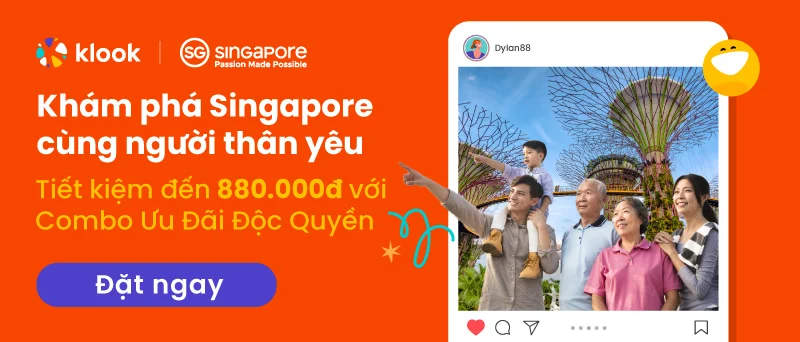 klook
SG SINGAPORE
Passion Made Possible
Khám phá Singapore
cùng người thân yêu
Tiết kiệm đến 880.000đ với
Combo Ưu Đãi Độc Quyền
Đặt ngay
Dylan88